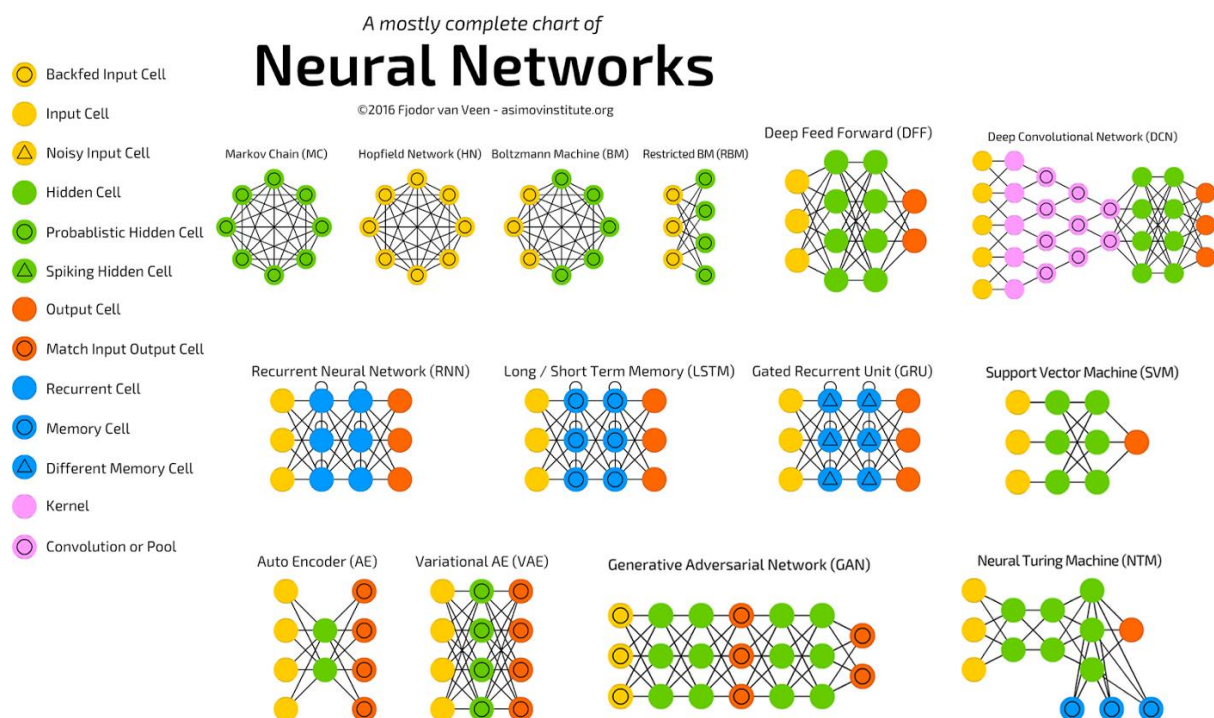 A mostly complete chart of
Neural Networks
©2016 Fjodor van Veen - asimovinstitute.org
Backfed Input Cell
Input Cell
Noisy Input Cell
Hidden Cell
Probablistic Hidden Cell
Spiking Hidden Cell
Output Cell
Match Input Output Cell
Recurrent Cell
Memory Cell
Different Memory Cell
Kernel
Convolution or Pool
Markov Chain (MC)
Hopfield Network (HN)
Boltzmann Machine (BM)
Restricted BM (RBM)
Deep Feed Forward (DFF)
Deep Convolutional Network (DCN)
Recurrent Neural Network (RNN)
Long / Short Term Memory (LSTM)
Gated Recurrent Unit (GRU)
Support Vector Machine (SVM)
Auto Encoder (AE)
Variational AE (VAE)
Generative Adversarial Network (GAN)
Neural Turing Machine (NTM)